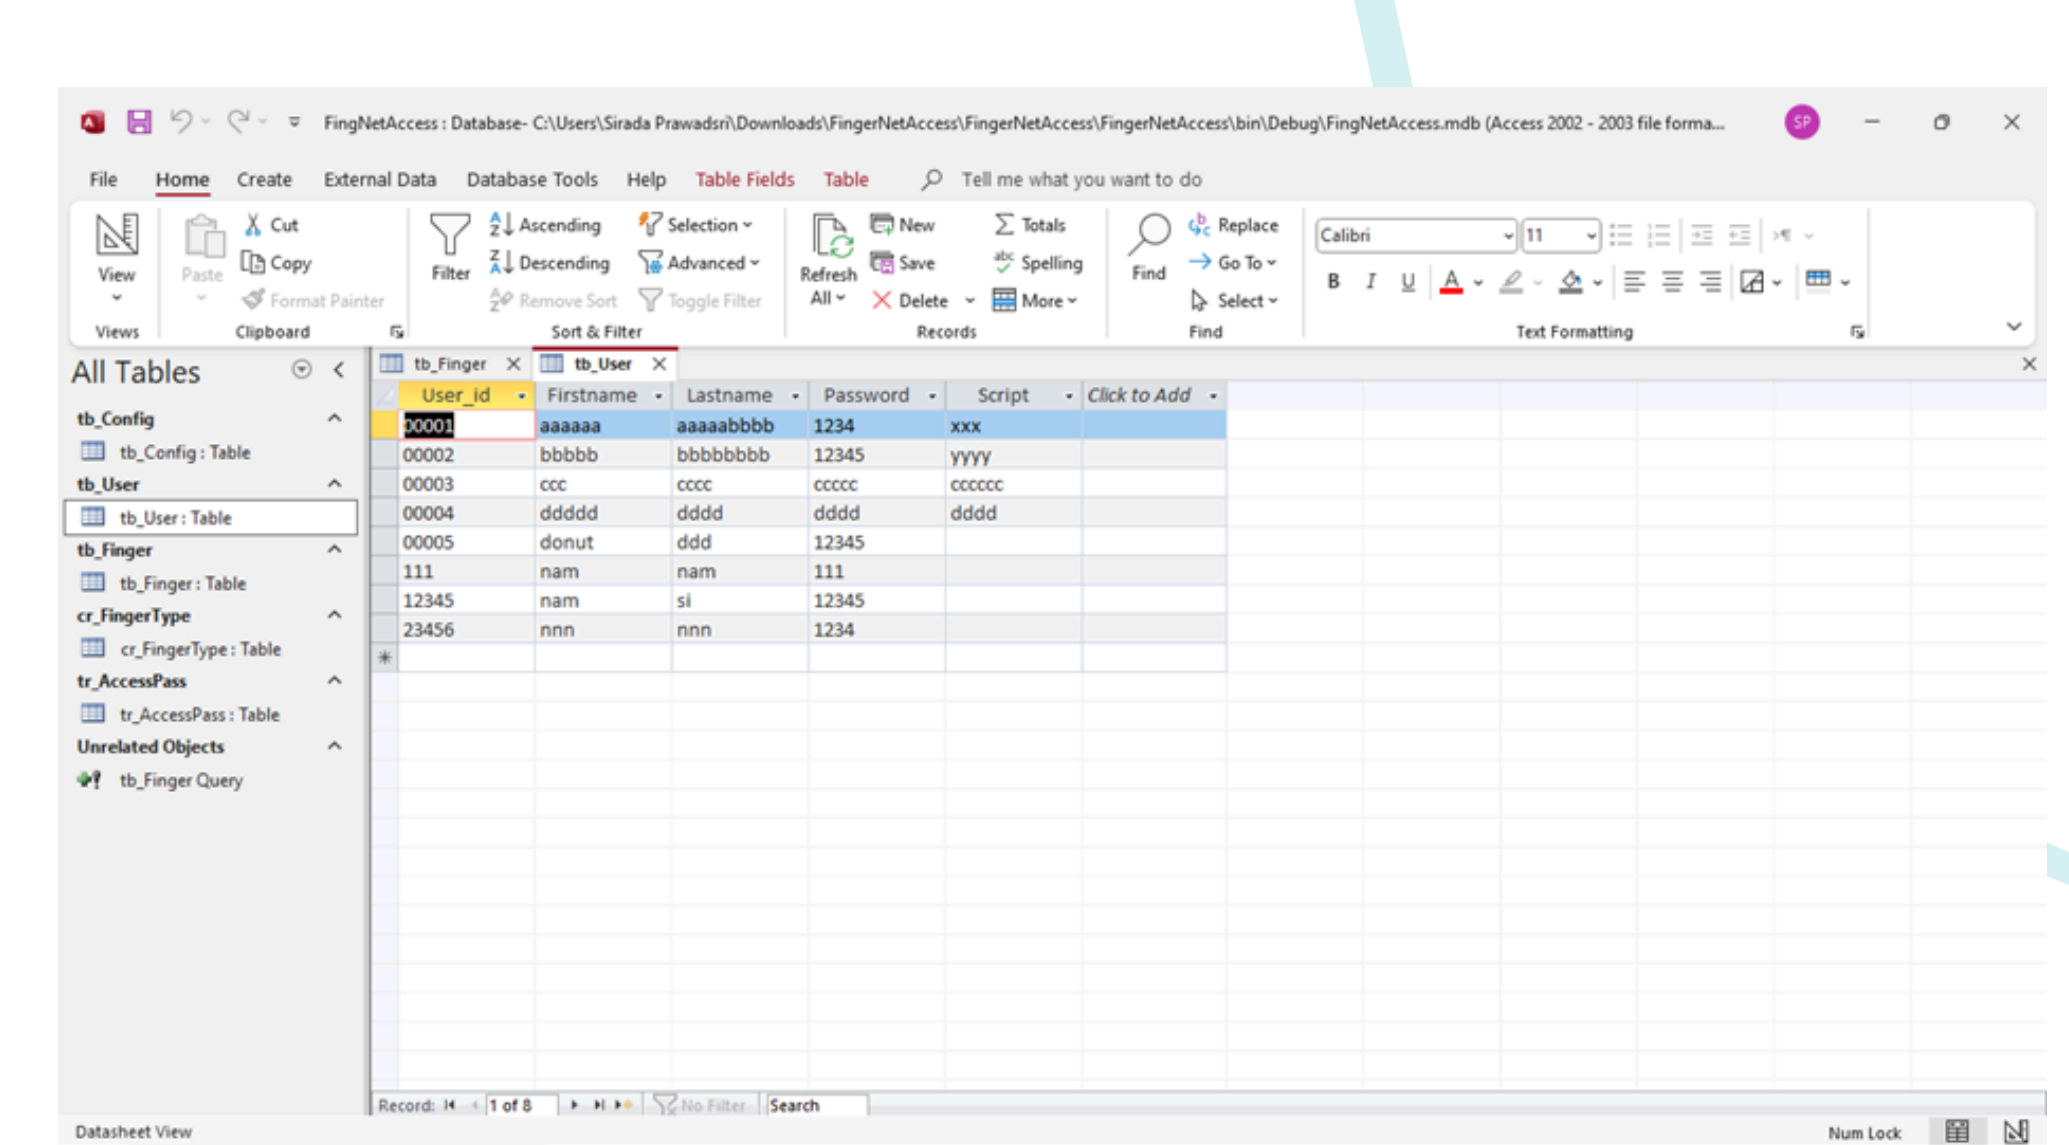 FingNetAccess : Database- C:\Users\Sirada Prawadsri\Downloads\FingerNetAccess\FingerNetAccess\FingerNetAccess\bin\Debug\FingNetAccess.mdb (Access 2002 - 2003 file forma... SP
File Home Create External Data Database Tools Help Table Fields Table Tell me what you want to do
View
Views
Paste
Cut
Copy
Format Painter
Clipboard
Filter
Ascending
Descending
Remove Sort
Selection
Advanced
Toggle Filter
Sort & Filter
Refresh
All
New
Save
Delete
Totals
Spelling
More
Records
Find
Replace
Go To
Select
Find
Calibri 11
B I U A
Text Formatting
All Tables
tb_Config
tb_Config : Table
tb_User
tb_User : Table
tb_Finger
tb_Finger : Table
cr_FingerType
cr_FingerType : Table
tr_AccessPass
tr_AccessPass : Table
Unrelated Objects
tb_Finger Query
tb_Finger tb_User
User_id Firstname Lastname Password Script Click to Add
00001 aaaaaa aaaaabbbb 1234 xxx
00002 bbbbb bbbbbbbb 12345 yyyy
00003 ccc cccc ccccc cccccc
00004 ddddd dddd dddd dddd
00005 donut ddd 12345
111 nam nam 111
12345 nam si 12345
23456 nnn nnn 1234
Record: 1 of 8 No Filter Search
Datasheet View Num Lock